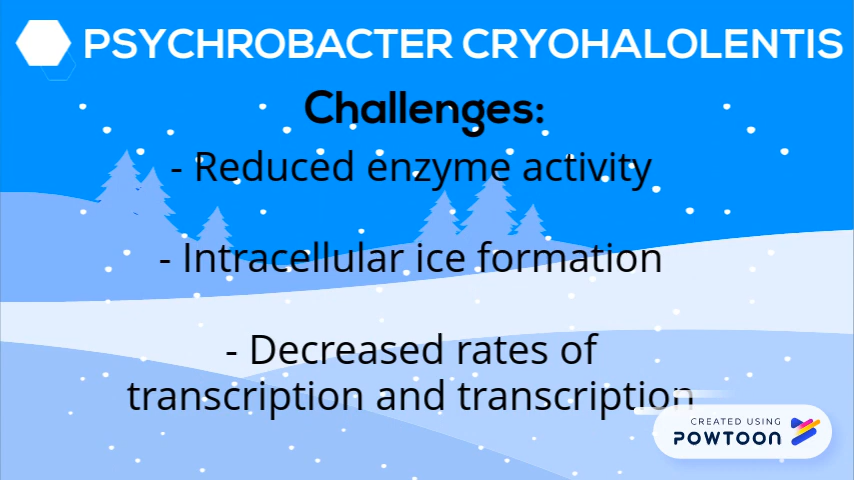 PSYCHROBACTER CRYOHALOLENTIS
Challenges:
- Reduced enzyme activity
- Intracellular ice formation
- Decreased rates of
transcription and transcription
CREATED USING
POWTOON